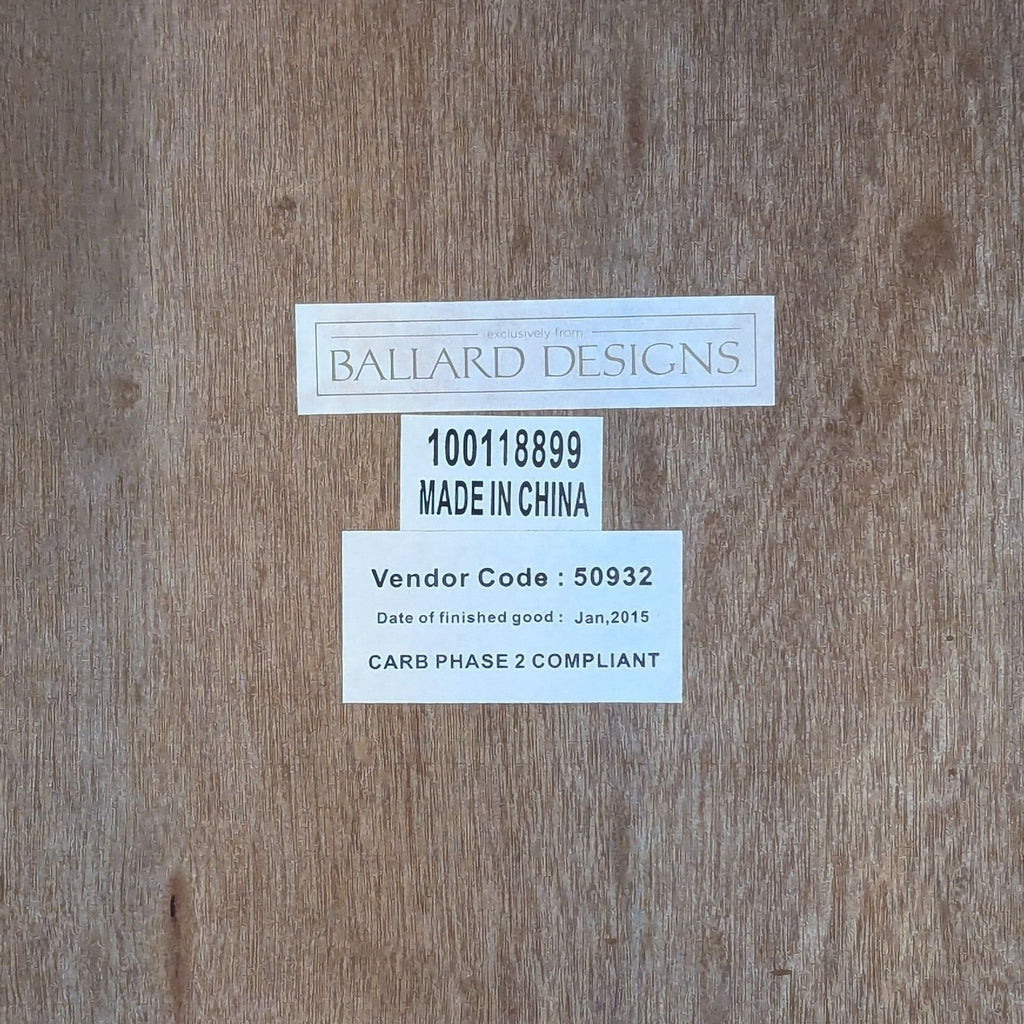 exclusively from
BALLARD DESIGNS
100118899
MADE IN CHINA
Vendor Code : 50932
Date of finished good : Jan,2015
CARB PHASE 2 COMPLIANT